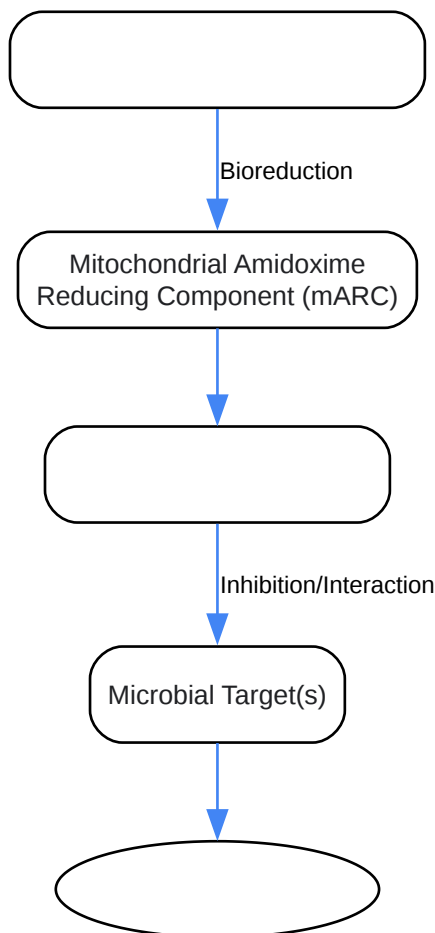 Bioreduction
Mitochondrial Amidoxime
Reducing Component (mARC)
Inhibition/Interaction
Microbial Target(s)